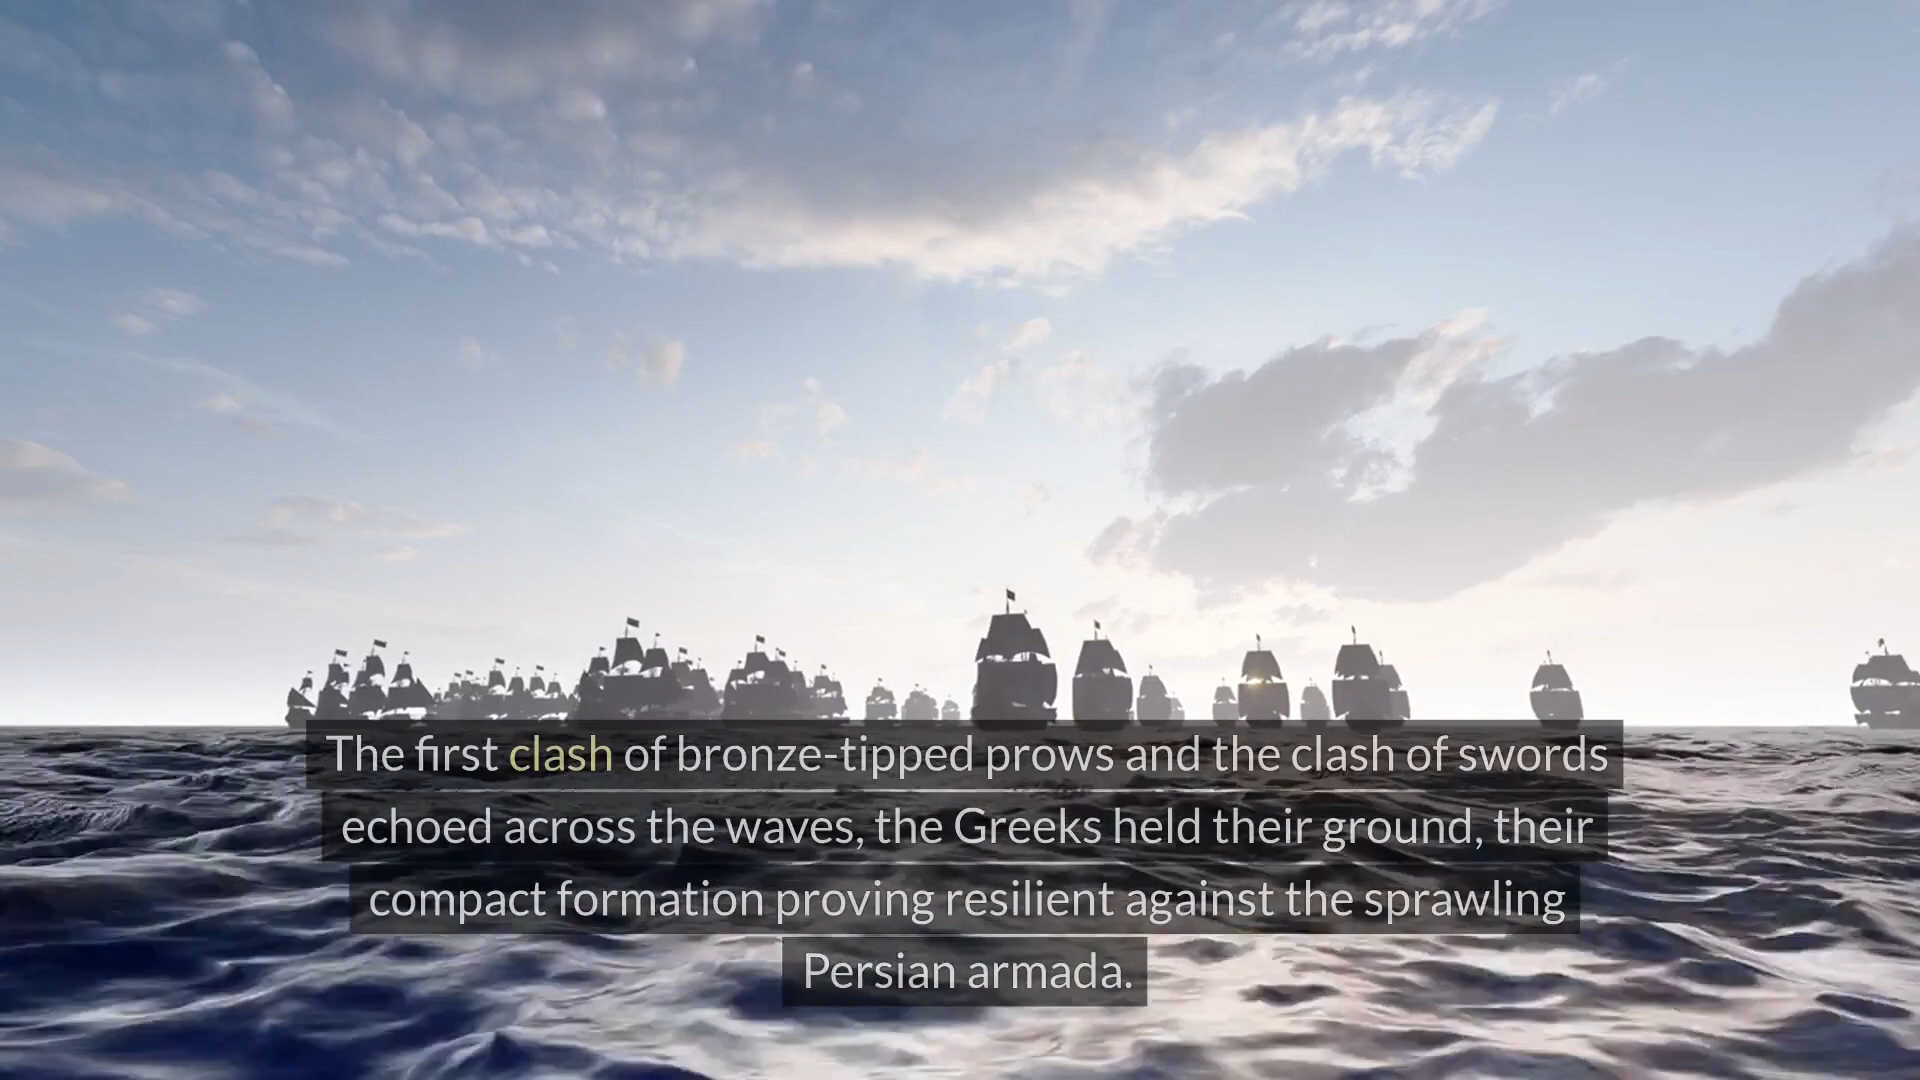 The first clash of bronze-tipped prows and the clash of swords
echoed across the waves, the Greeks held their ground, their
compact formation proving resilient against the sprawling
Persian armada.